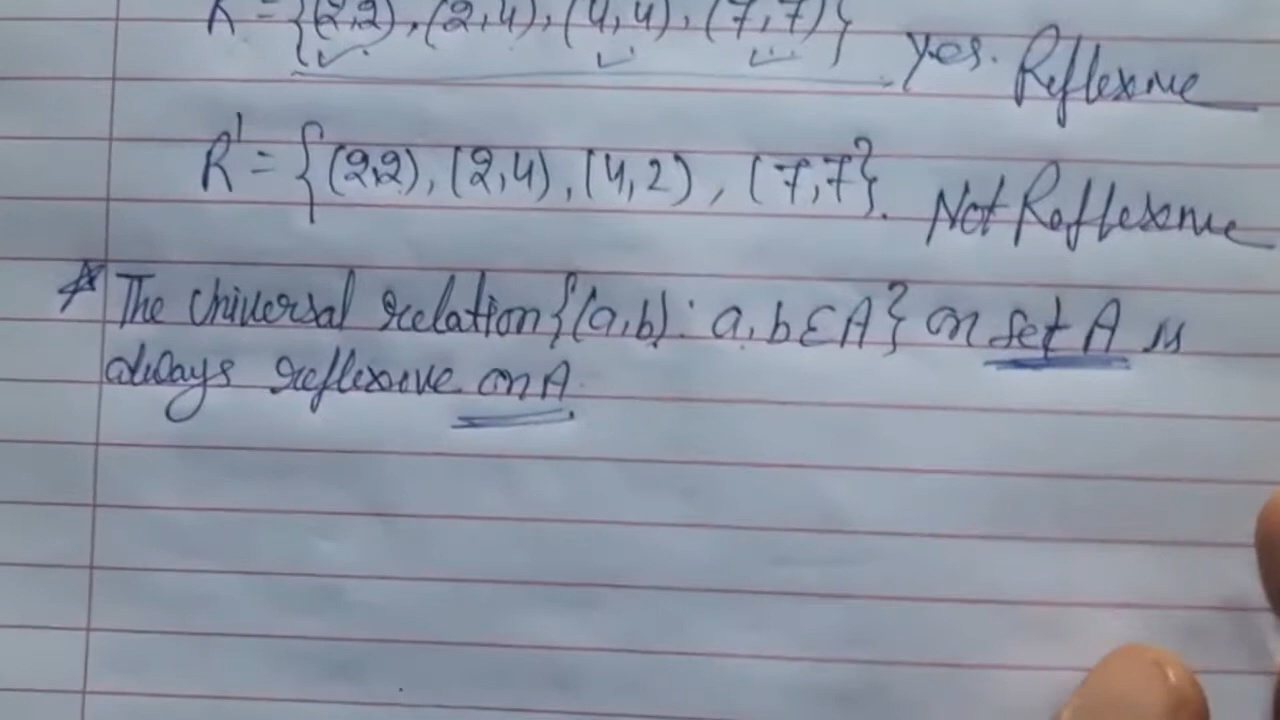 R = {(2,2), (2,4), (4,4), (7,7)} yes. Reflexive
R' = {(2,2), (2,4), (4,2), (7,7}. Not Reflexive
* The Universal relation {(a,b): a, b ∈ A} on set A is
always reflexive on A.